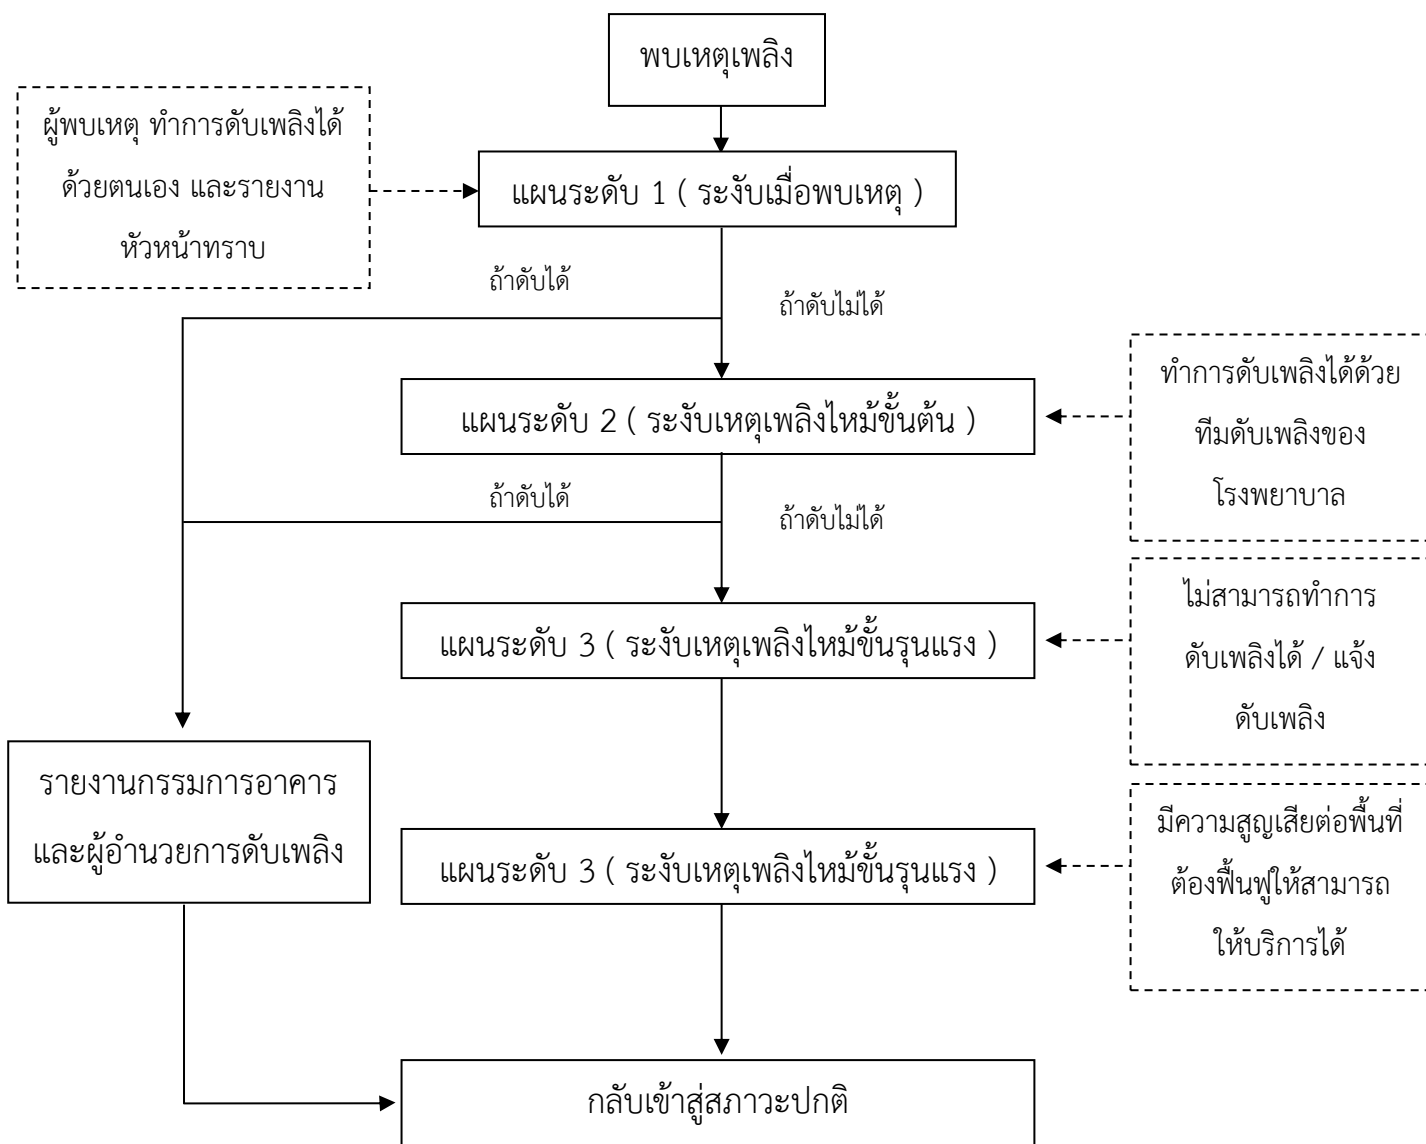 พบเหตุเพลิง
ผู้พบเหตุ ทำการดับเพลิงได้
ด้วยตนเอง และรายงาน
หัวหน้าทราบ
แผนระดับ 1 ( ระงับเมื่อพบเหตุ )
ถ้าดับได้
ถ้าดับไม่ได้
แผนระดับ 2 ( ระงับเหตุเพลิงไหม้ขั้นต้น )
ทำการดับเพลิงได้ด้วย
ทีมดับเพลิงของ
โรงพยาบาล
ถ้าดับได้
ถ้าดับไม่ได้
แผนระดับ 3 ( ระงับเหตุเพลิงไหม้ขั้นรุนแรง )
ไม่สามารถทำการ
ดับเพลิงได้ / แจ้ง
ดับเพลิง
รายงานกรรมการอาคาร
และผู้อำนวยการดับเพลิง
แผนระดับ 3 ( ระงับเหตุเพลิงไหม้ขั้นรุนแรง )
มีความสูญเสียต่อพื้นที่
ต้องฟื้นฟูให้สามารถ
ให้บริการได้
กลับเข้าสู่สภาวะปกติ